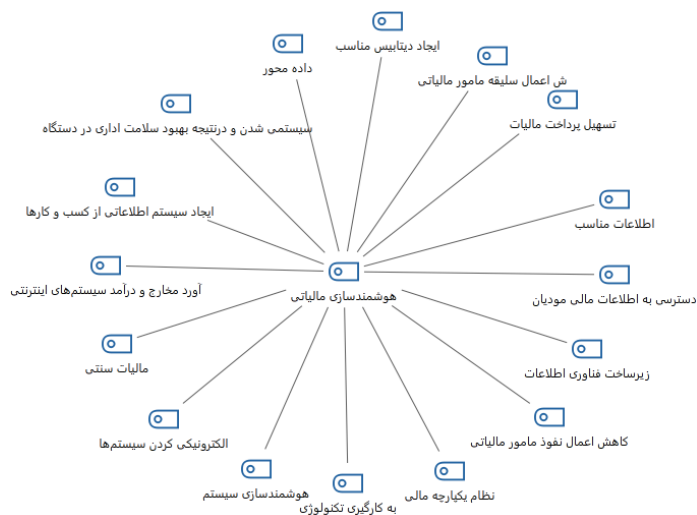 ایجاد دیتابیس مناسب
داده محور
ش اعمال سلیقه مامور مالیاتی
تسهیل پرداخت مالیات
سیستمی شدن و درنتیجه بهبود سلامت اداری در دستگاه
ایجاد سیستم اطلاعاتی از کسب و کارها
اطلاعات مناسب
آورد مخارج و درآمد سیستم‌های اینترنتی
هوشمندسازی مالیاتی
دسترسی به اطلاعات مالی مودیان
مالیات سنتی
زیرساخت فناوری اطلاعات
الکترونیکی کردن سیستم‌ها
کاهش اعمال نفوذ مامور مالیاتی
هوشمندسازی سیستم
به کارگیری تکنولوژی
نظام یکپارچه مالی